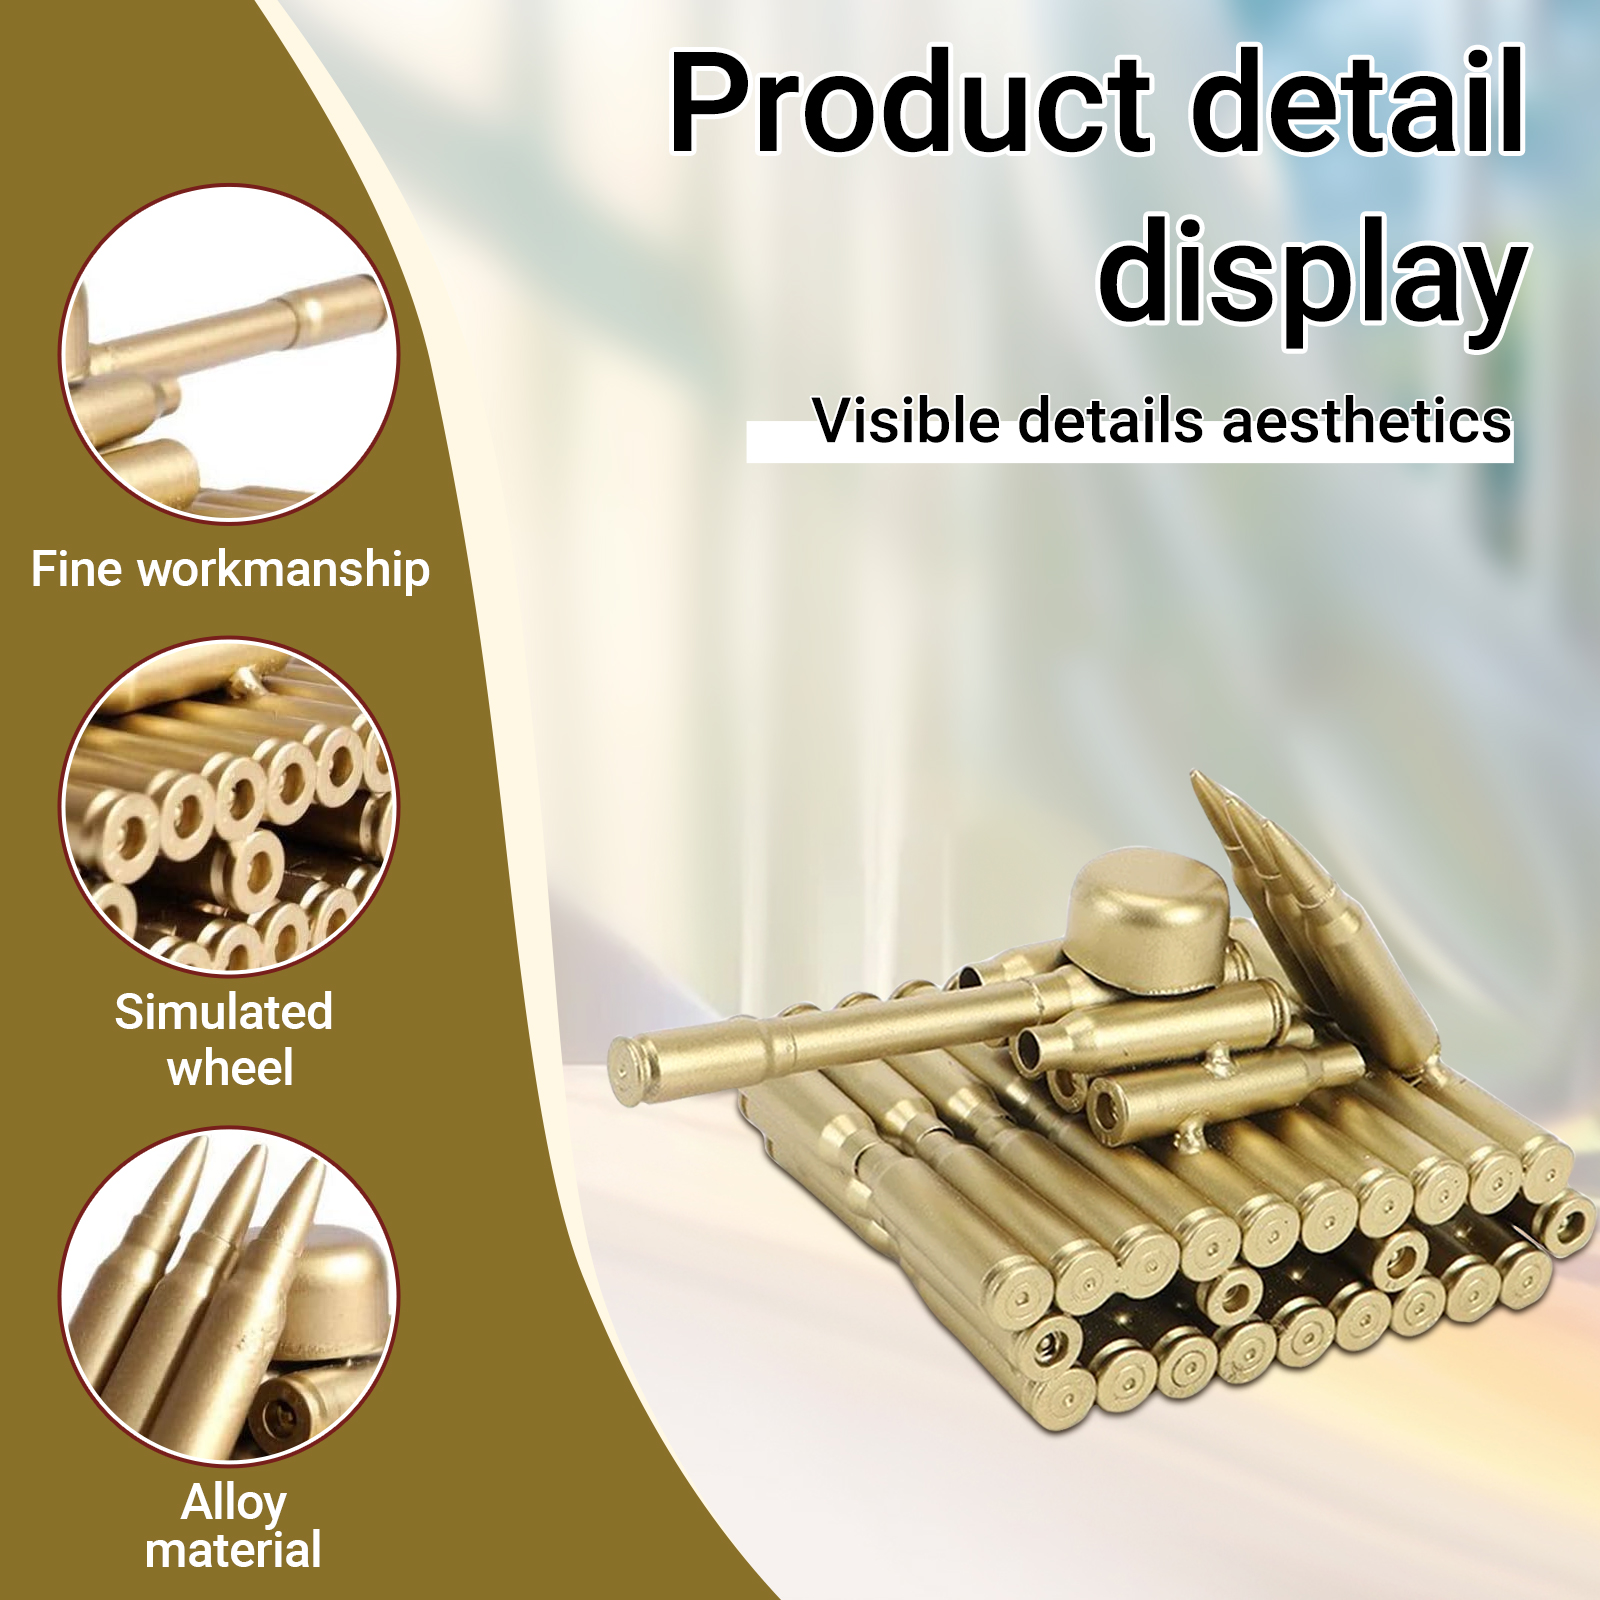 Product detail
display
Visible details aesthetics
Fine workmanship
Simulated
wheel
Alloy
material